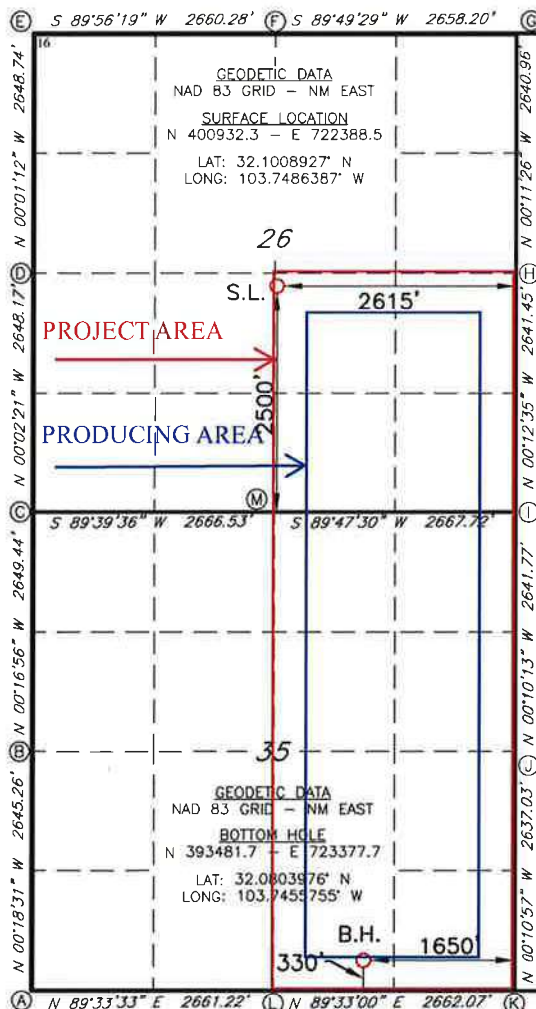 E S 89°56'19" W 2660.28' F S 89°49'29" W 2658.20' G
16
GEODETIC DATA
NAD 83 GRID – NM EAST
SURFACE LOCATION
N 400932.3 – E 722388.5
LAT: 32.1008927° N
LONG: 103.7486387° W
N 00°01'12" W 2648.74'
N 00°11'26" W 2640.96'
26
D
H
S.L.
2615'
PROJECT AREA
2500'
PRODUCING AREA
N 00°02'21" W 2648.17'
N 00°12'35" W 2641.45'
M
C S 89°39'36" W 2666.53' S 89°47'30" W 2667.72' I
N 00°16'56" W 2649.44'
N 00°10'13" W 2641.77'
B
35
J
GEODETIC DATA
NAD 83 GRID – NM EAST
BOTTOM HOLE
N 393481.7 – E 723377.7
LAT: 32.0803976° N
LONG: 103.7455755° W
N 00°18'31" W 2645.26'
N 00°10'57" W 2637.03'
B.H.
1650'
330'
A N 89°33'33" E 2661.22' L N 89°33'00" E 2662.07' K